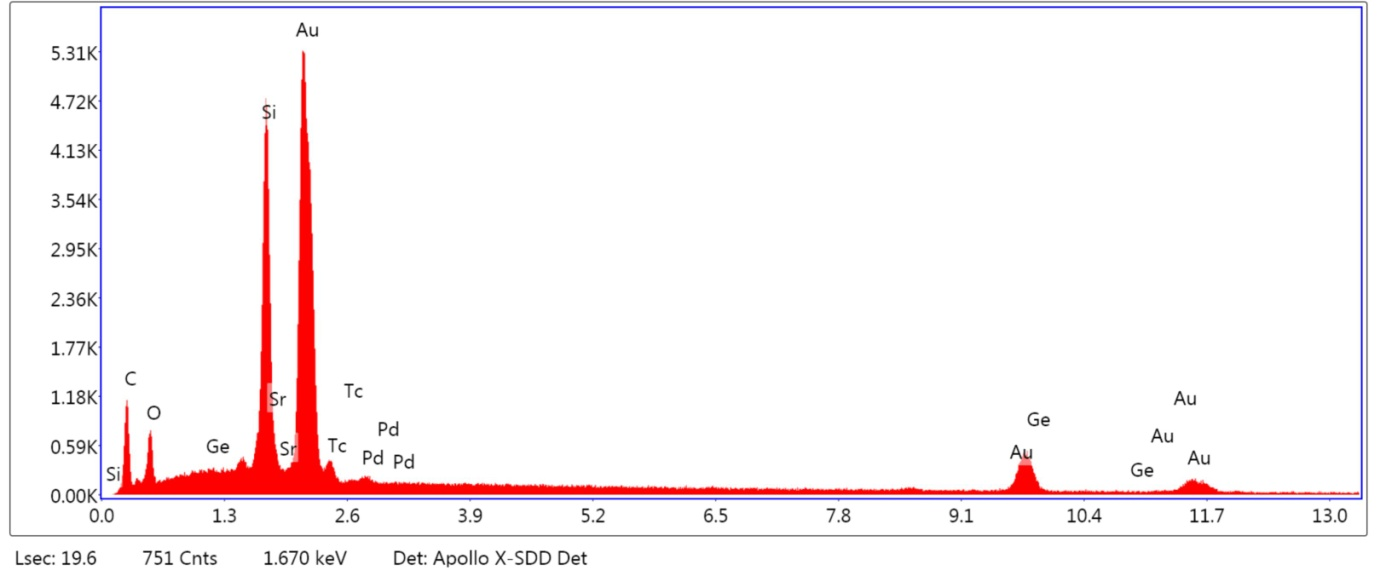 Au
5.31K
4.72K
Si
4.13K
3.54K
2.95K
2.36K
1.77K
C
Tc
1.18K
Sr
Au
O
Ge
Pd
Au
0.59K
Ge
Sr
Tc
Pd
Pd
Au
Au
Si
Ge
0.00K
0.0 1.3 2.6 3.9 5.2 6.5 7.8 9.1 10.4 11.7 13.0
Lsec: 19.6 751 Cnts 1.670 keV Det: Apollo X-SDD Det